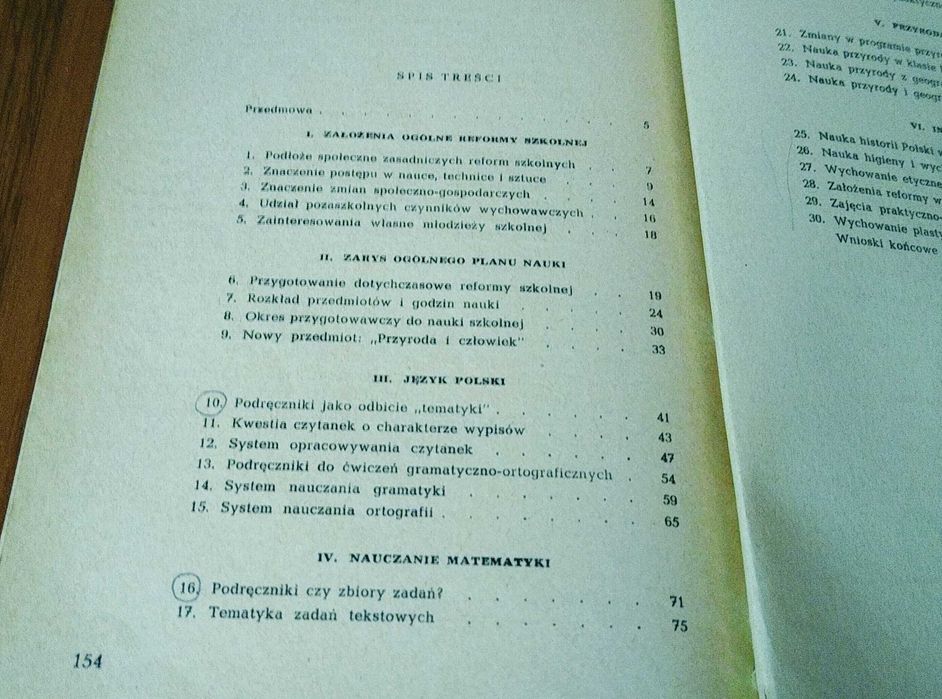 SPIS TREŚCI
Przedmowa . . . . . . . . . 5
I. ZAŁOŻENIA OGÓLNE REFORMY SZKOLNEJ
1. Podłoże społeczne zasadniczych reform szkolnych . . 7
2. Znaczenie postępu w nauce, technice i sztuce . . . 9
3. Znaczenie zmian społeczno-gospodarczych . . . . 14
4. Udział pozaszkolnych czynników wychowawczych . . 16
5. Zainteresowania własne młodzieży szkolnej . . . 18
II. ZARYS OGÓLNEGO PLANU NAUKI
6. Przygotowanie dotychczasowe reformy szkolnej . . 19
7. Rozkład przedmiotów i godzin nauki . . . . 24
8. Okres przygotowawczy do nauki szkolnej . . . . 30
9. Nowy przedmiot: „Przyroda i człowiek” . . . . 33
III. JĘZYK POLSKI
10. Podręczniki jako odbicie „tematyki” . . . . . 41
11. Kwestia czytanek o charakterze wypisów . . . . 43
12. System opracowywania czytanek . . . . . 47
13. Podręczniki do ćwiczeń gramatyczno-ortograficznych . 54
14. System nauczania gramatyki . . . . . . 59
15. System nauczania ortografii . . . . . . 65
IV. NAUCZANIE MATEMATYKI
16. Podręczniki czy zbiory zadań? . . . . . . 71
17. Tematyka zadań tekstowych . . . . . . 75
154
V. PRZYRODA
21. Zmiany w programie
22. Nauka przyrody w klasie
23. Nauka przyrody z
24. Nauka przyrody i
VI.
25. Nauka historii Polski
26. Nauka higieny i
27. Wychowanie
28. Założenia reformy
29. Zajęcia praktyczno-
30. Wychowanie
Wnioski końcowe